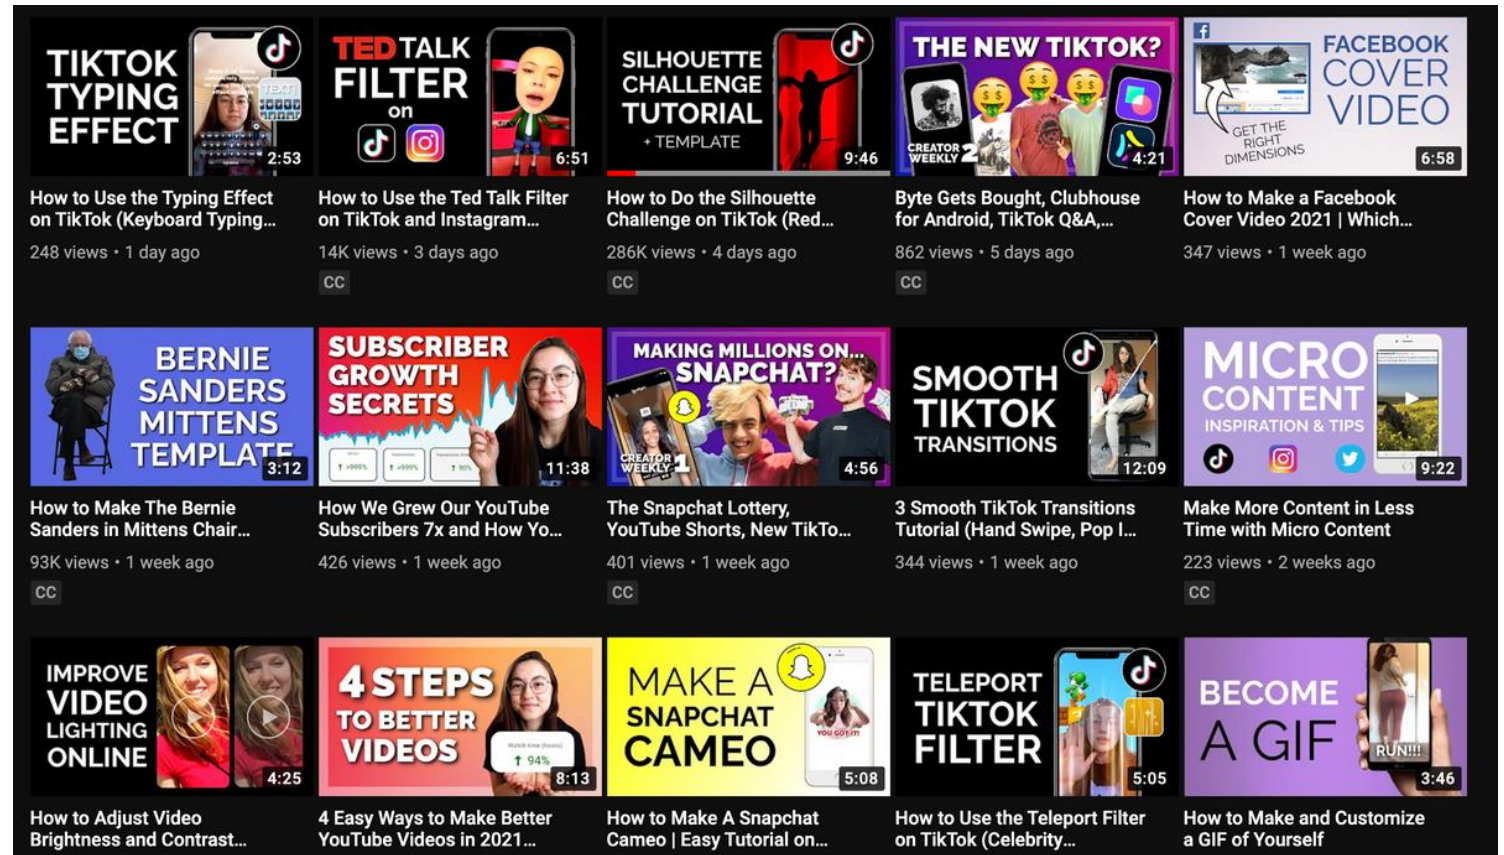 TIKTOK
TYPING
EFFECT
TEXT!
2:53
TED TALK
FILTER
on
6:51
SILHOUETTE
CHALLENGE
TUTORIAL
+ TEMPLATE
9:46
THE NEW TIKTOK?
CREATOR
WEEKLY 2
4:21
FACEBOOK
COVER
VIDEO
GET THE
RIGHT
DIMENSIONS
6:58
How to Use the Typing Effect
on TikTok (Keyboard Typing...
248 views • 1 day ago
How to Use the Ted Talk Filter
on TikTok and Instagram...
14K views • 3 days ago
CC
How to Do the Silhouette
Challenge on TikTok (Red...
286K views • 4 days ago
CC
Byte Gets Bought, Clubhouse
for Android, TikTok Q&A,...
862 views • 5 days ago
CC
How to Make a Facebook
Cover Video 2021 | Which...
347 views • 1 week ago
BERNIE
SANDERS
MITTENS
TEMPLATE
3:12
SUBSCRIBER
GROWTH
SECRETS
↑ >999%
↑ >999%
↑ 90%
11:38
MAKING MILLIONS ON...
SNAPCHAT?
CREATOR
WEEKLY 1
4:56
SMOOTH
TIKTOK
TRANSITIONS
12:09
MICRO
CONTENT
INSPIRATION & TIPS
9:22
How to Make The Bernie
Sanders in Mittens Chair...
93K views • 1 week ago
CC
How We Grew Our YouTube
Subscribers 7x and How Yo...
426 views • 1 week ago
The Snapchat Lottery,
YouTube Shorts, New TikTo...
401 views • 1 week ago
CC
3 Smooth TikTok Transitions
Tutorial (Hand Swipe, Pop I...
344 views • 1 week ago
Make More Content in Less
Time with Micro Content
223 views • 2 weeks ago
CC
IMPROVE
VIDEO
LIGHTING
ONLINE
4:25
4 STEPS
TO BETTER
VIDEOS
Watch time (hours)
↑ 94%
8:13
MAKE A
SNAPCHAT
CAMEO
YOU GOT IT!
5:08
TELEPORT
TIKTOK
FILTER
5:05
BECOME
A GIF
RUN!!!
3:46
How to Adjust Video
Brightness and Contrast...
4 Easy Ways to Make Better
YouTube Videos in 2021...
How to Make A Snapchat
Cameo | Easy Tutorial on...
How to Use the Teleport Filter
on TikTok (Celebrity...
How to Make and Customize
a GIF of Yourself